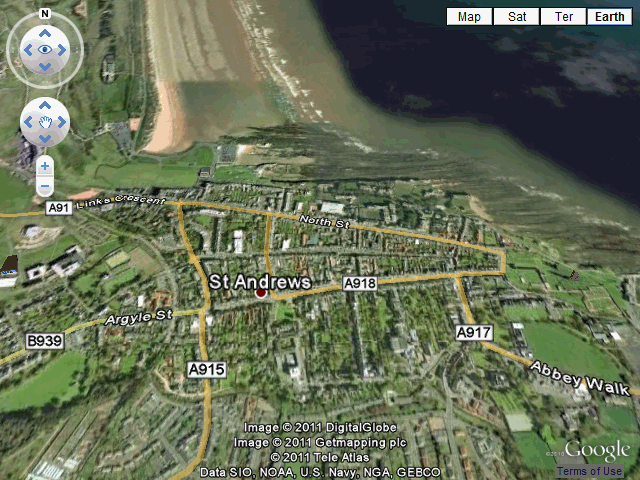 N
Map Sat Ter Earth
A91 Links Crescent
North St
St Andrews
A918
Argyle St
B939
A917
A915
Abbey Walk
Image © 2011 DigitalGlobe
Image © 2011 Getmapping plc
© 2011 Tele Atlas
Data SIO, NOAA, U.S. Navy, NGA, GEBCO
©2010 Google
Terms of Use